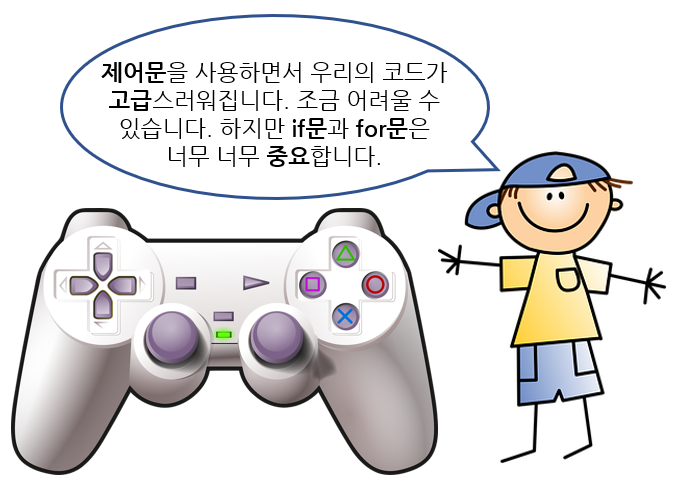 제어문을 사용하면서 우리의 코드가
고급스러워집니다. 조금 어려울 수
있습니다. 하지만 if문과 for문은
너무 너무 중요합니다.